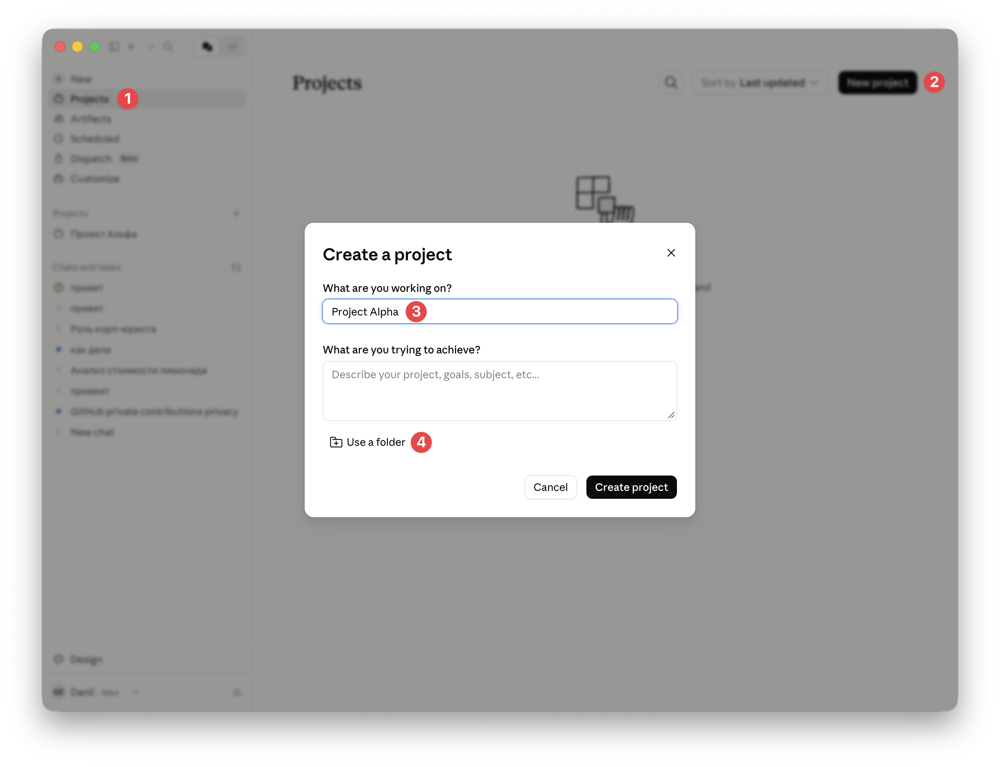 New
Projects 1
Artifacts
Scheduled
Dispatch Beta
Customize
Projects
Проект Альфа
Chats and tasks
привет
привет
Роль корп-юриста
как дела
Анализ стоимости лимонада
привент
GitHub private contributions privacy
New chat
Design
Danil · Max
Projects
Sort by Last updated
New project 2
and
Create a project
What are you working on?
Project Alpha 3
What are you trying to achieve?
Describe your project, goals, subject, etc...
Use a folder 4
Cancel
Create project